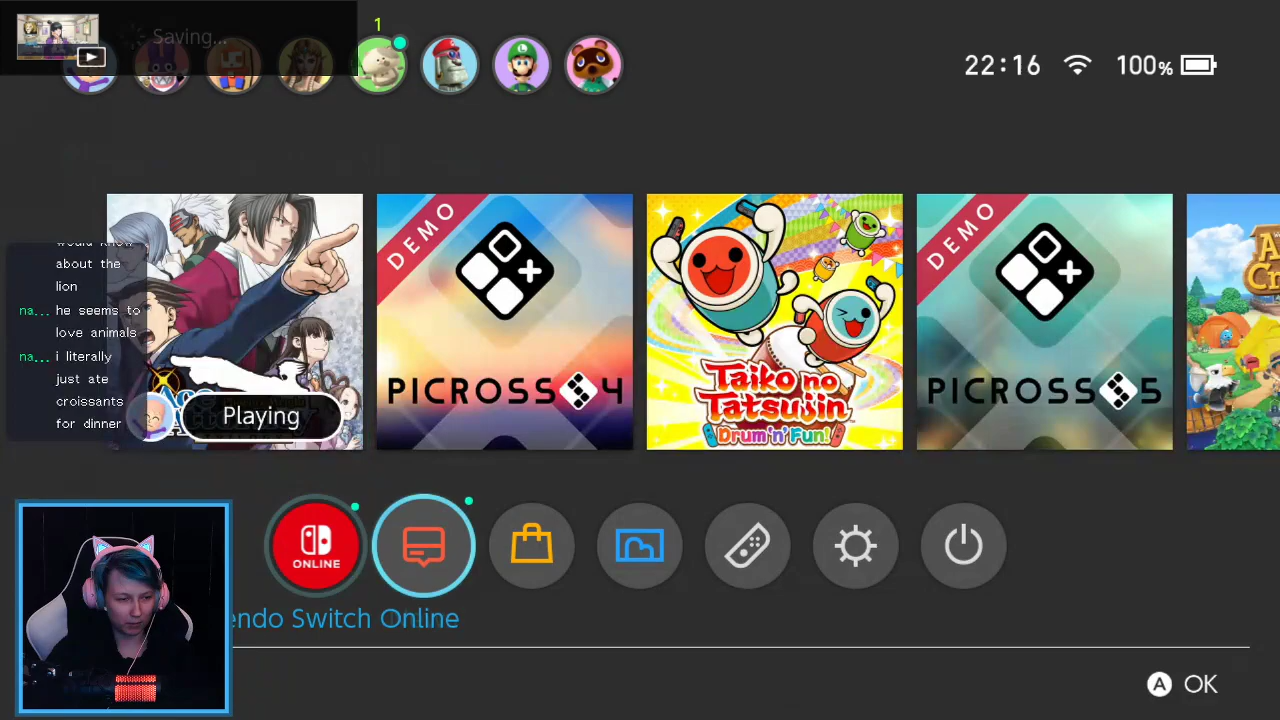 Saving...
1
22:16
100%
DEMO
DEMO
about the
lion
na... he seems to
love animals
na... i literally
just ate
croissants
for dinner
Playing
PICROSS 4
Taiko no
Tatsujin
Drum'n'Fun!
PICROSS 5
ONLINE
endo Switch Online
A OK